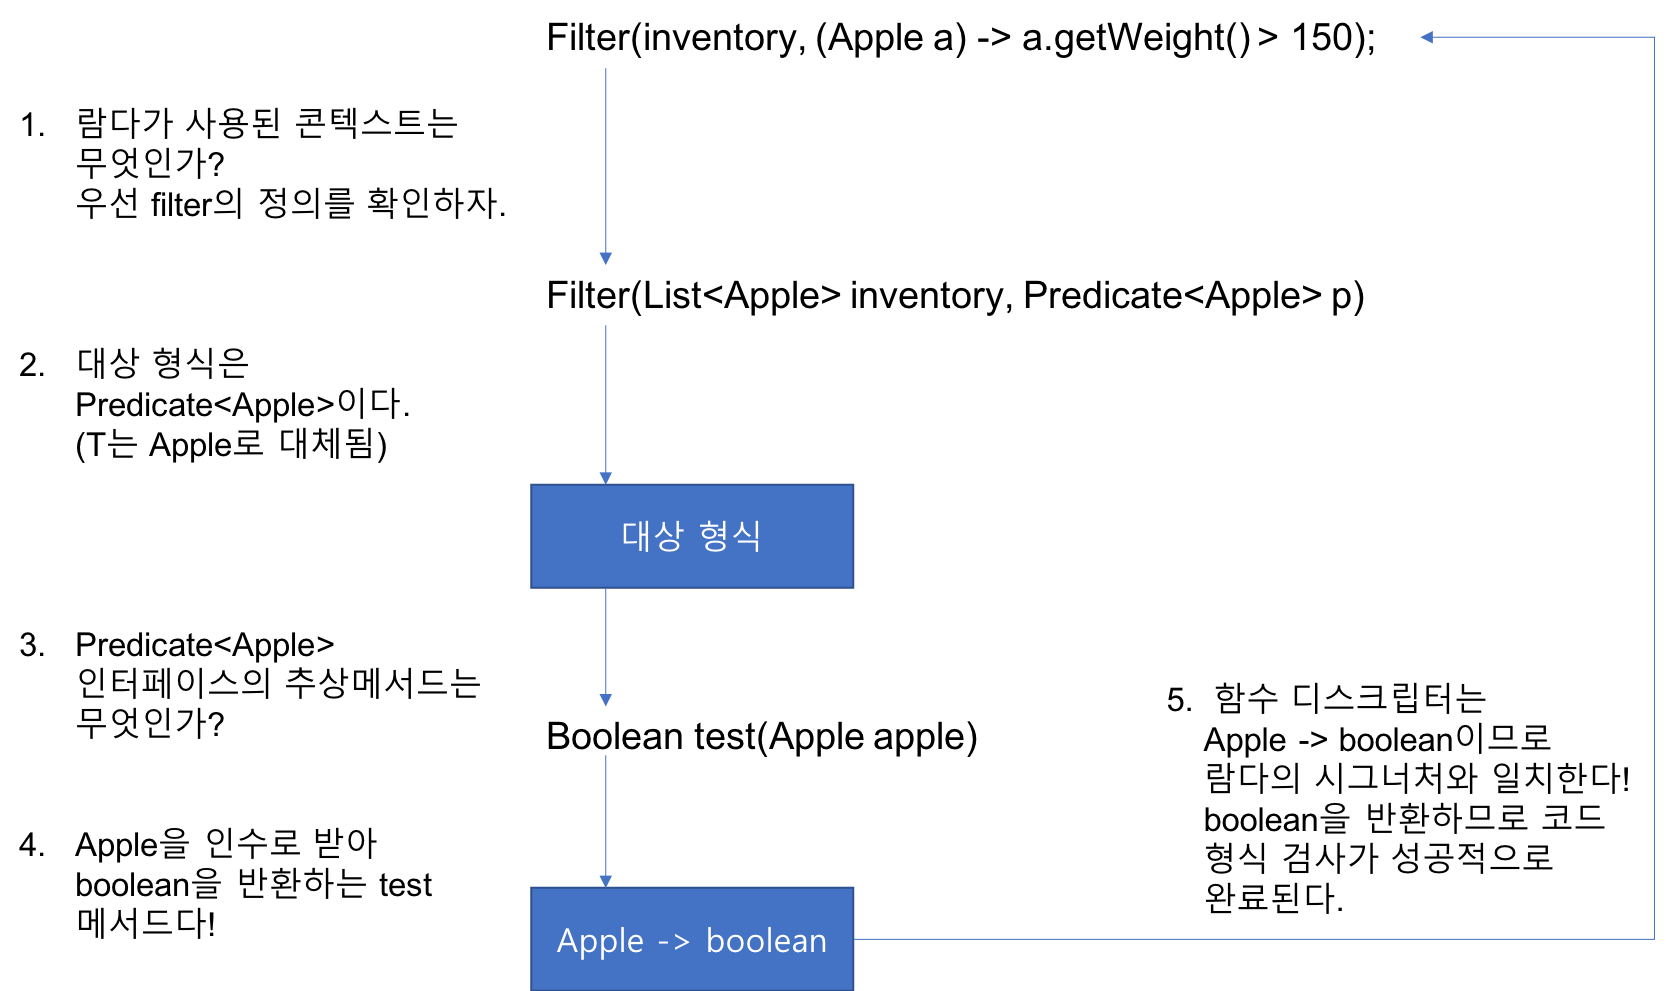 Filter(inventory, (Apple a) -> a.getWeight() > 150);
1. 람다가 사용된 콘텍스트는
무엇인가?
우선 filter의 정의를 확인하자.
Filter(List<Apple> inventory, Predicate<Apple> p)
2. 대상 형식은
Predicate<Apple>이다.
(T는 Apple로 대체됨)
대상 형식
3. Predicate<Apple>
인터페이스의 추상메서드는
무엇인가?
Boolean test(Apple apple)
4. Apple을 인수로 받아
boolean을 반환하는 test
메서드다!
Apple -> boolean
5. 함수 디스크립터는
Apple -> boolean이므로
람다의 시그너처와 일치한다!
boolean을 반환하므로 코드
형식 검사가 성공적으로
완료된다.